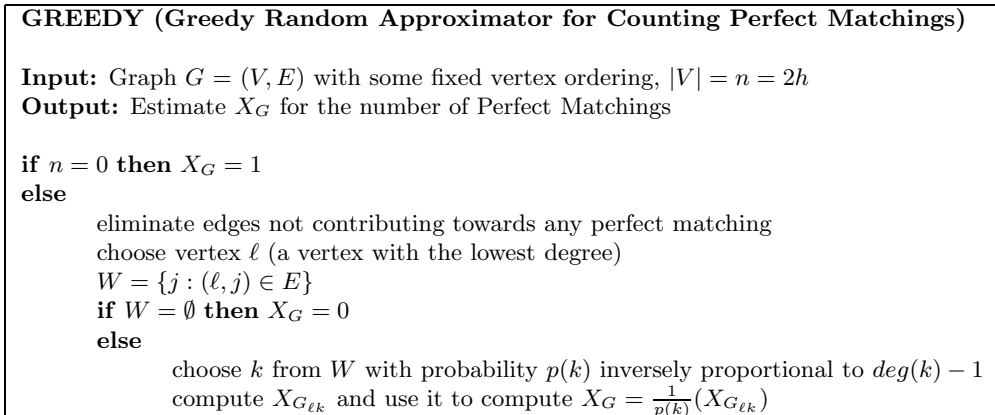 GREEDY (Greedy Random Approximator for Counting Perfect Matchings)
Input: Graph G = (V, E) with some fixed vertex ordering, |V| = n = 2h
Output: Estimate X_G for the number of Perfect Matchings
if n = 0 then X_G = 1
else
eliminate edges not contributing towards any perfect matching
choose vertex ℓ (a vertex with the lowest degree)
W = {j : (ℓ, j) ∈ E}
if W = ∅ then X_G = 0
else
choose k from W with probability p(k) inversely proportional to deg(k) − 1
compute X_{G_{ℓk}} and use it to compute X_G = \frac{1}{p(k)}(X_{G_{ℓk}})